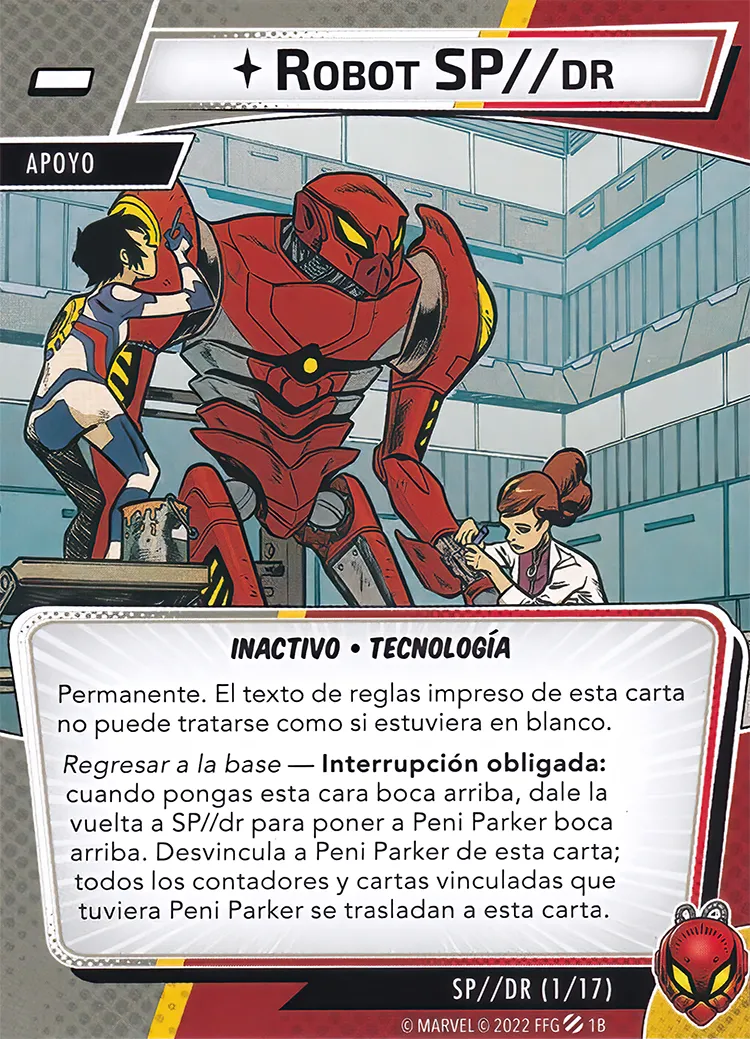 ✦ ROBOT SP//DR
APOYO
INACTIVO • TECNOLOGÍA
Permanente. El texto de reglas impreso de esta carta
no puede tratarse como si estuviera en blanco.
Regresar a la base — Interrupción obligada:
cuando pongas esta cara boca arriba, dale la
vuelta a SP//dr para poner a Peni Parker boca
arriba. Desvincula a Peni Parker de esta carta;
todos los contadores y cartas vinculadas que
tuviera Peni Parker se trasladan a esta carta.
SP//DR (1/17)
© MARVEL © 2022 FFG 1B